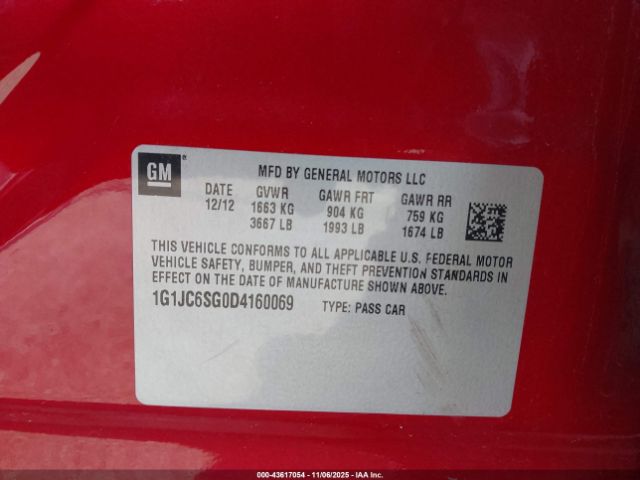 GM ®
MFD BY GENERAL MOTORS LLC
DATE GVWR GAWR FRT GAWR RR
12/12 1663 KG 904 KG 759 KG
3667 LB 1993 LB 1674 LB
THIS VEHICLE CONFORMS TO ALL APPLICABLE U.S. FEDERAL MOTOR
VEHICLE SAFETY, BUMPER, AND THEFT PREVENTION STANDARDS IN
EFFECT ON THE DATE OF MANUFACTURE SHOWN ABOVE.
1G1JC6SG0D4160069 TYPE: PASS CAR
000-43617054 - 11/06/2025 - IAAI.COM